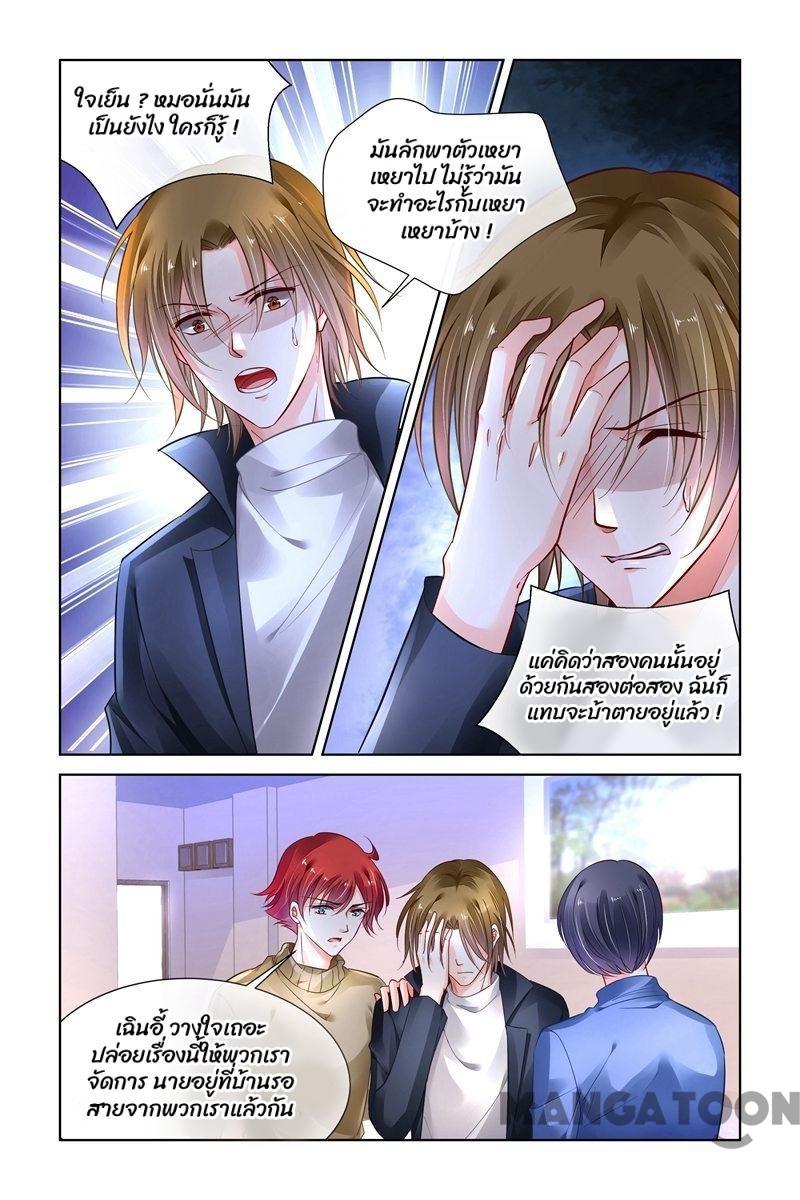 ใจเย็น ? หมอนั่นมัน
เป็นยังไง ใครก็รู้ !
มันลักพาตัวเหยา
เหยาไป ไม่รู้ว่ามัน
จะทำอะไรกับเหยา
เหยาบ้าง !
แค่คิดว่าสองคนนั้นอยู่
ด้วยกันสองต่อสอง ฉันก็
แทบจะบ้าตายอยู่แล้ว !
เฉินอี้ วางใจเถอะ
ปล่อยเรื่องนี้ให้พวกเรา
จัดการ นายอยู่ที่บ้านรอ
สายจากพวกเราแล้วกัน
MANGATOON